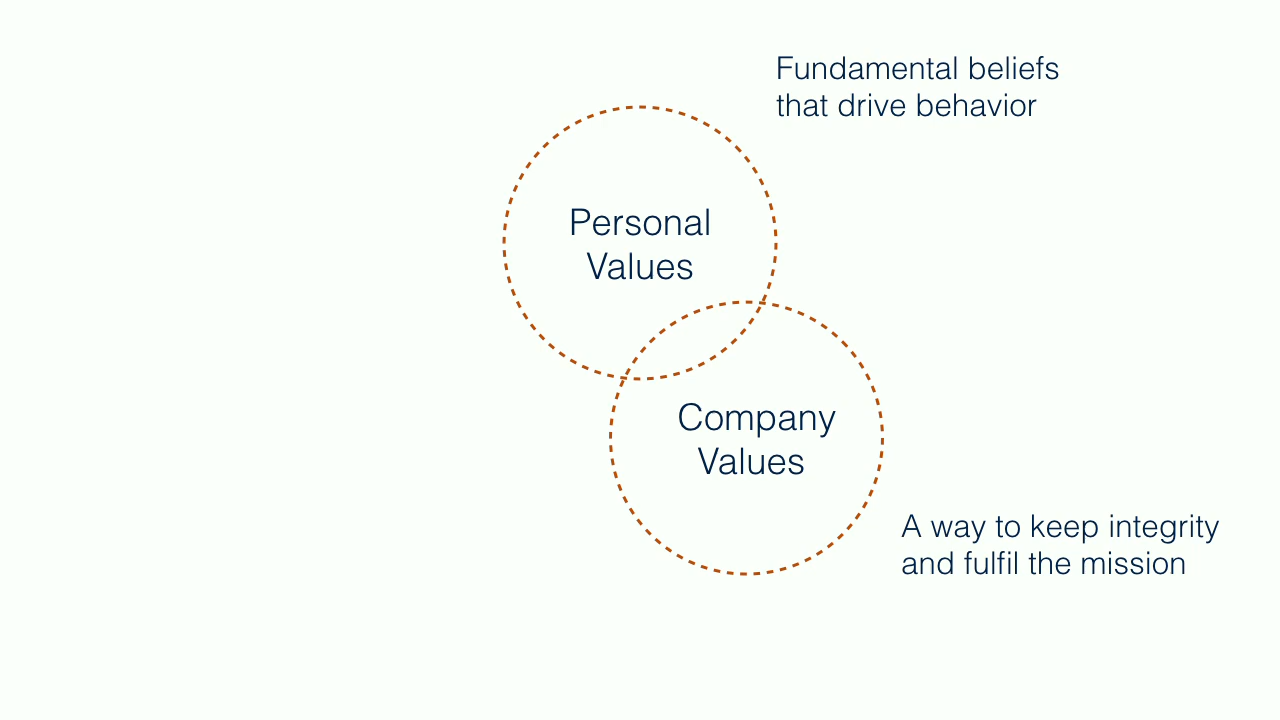 Fundamental beliefs
that drive behavior
Personal
Values
Company
Values
A way to keep integrity
and fulfil the mission